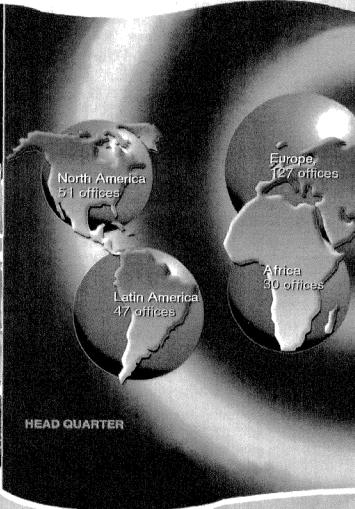 North America
51 offices
Europe,
127 offices
Africa
30 offices
Latin America
47 offices
HEAD QUARTER